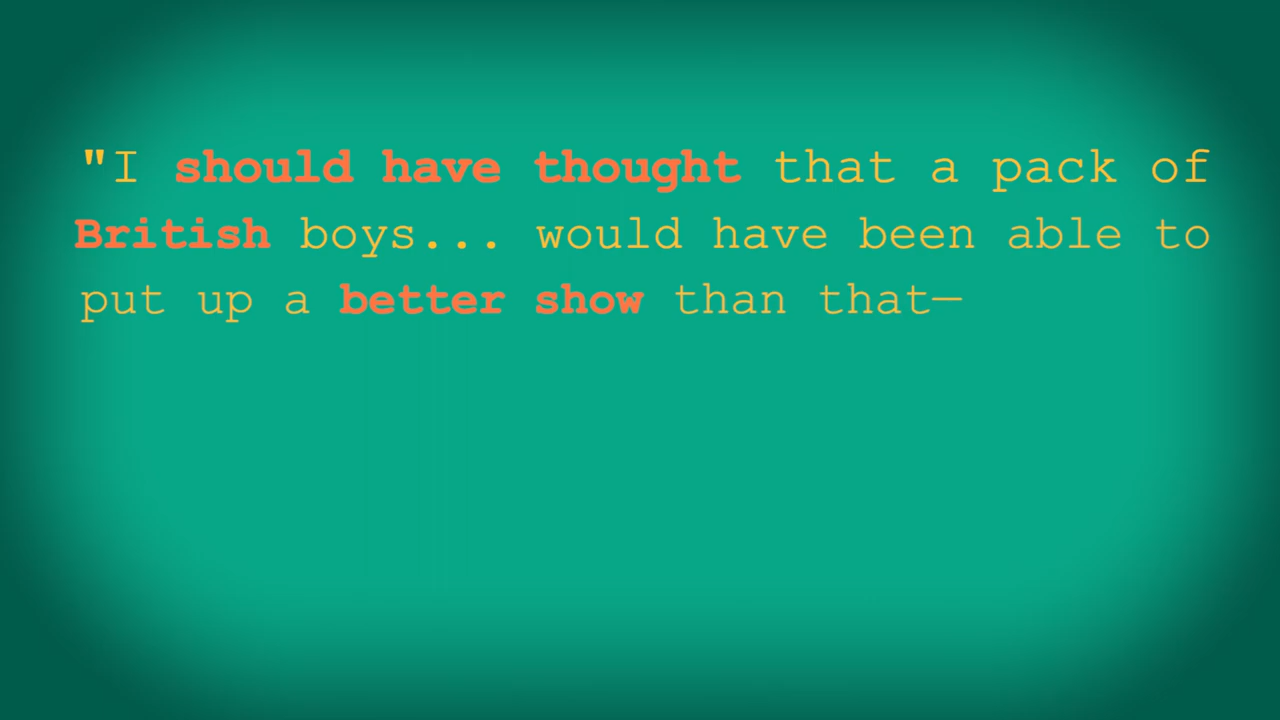 "I should have thought that a pack of
British boys... would have been able to
put up a better show than that—